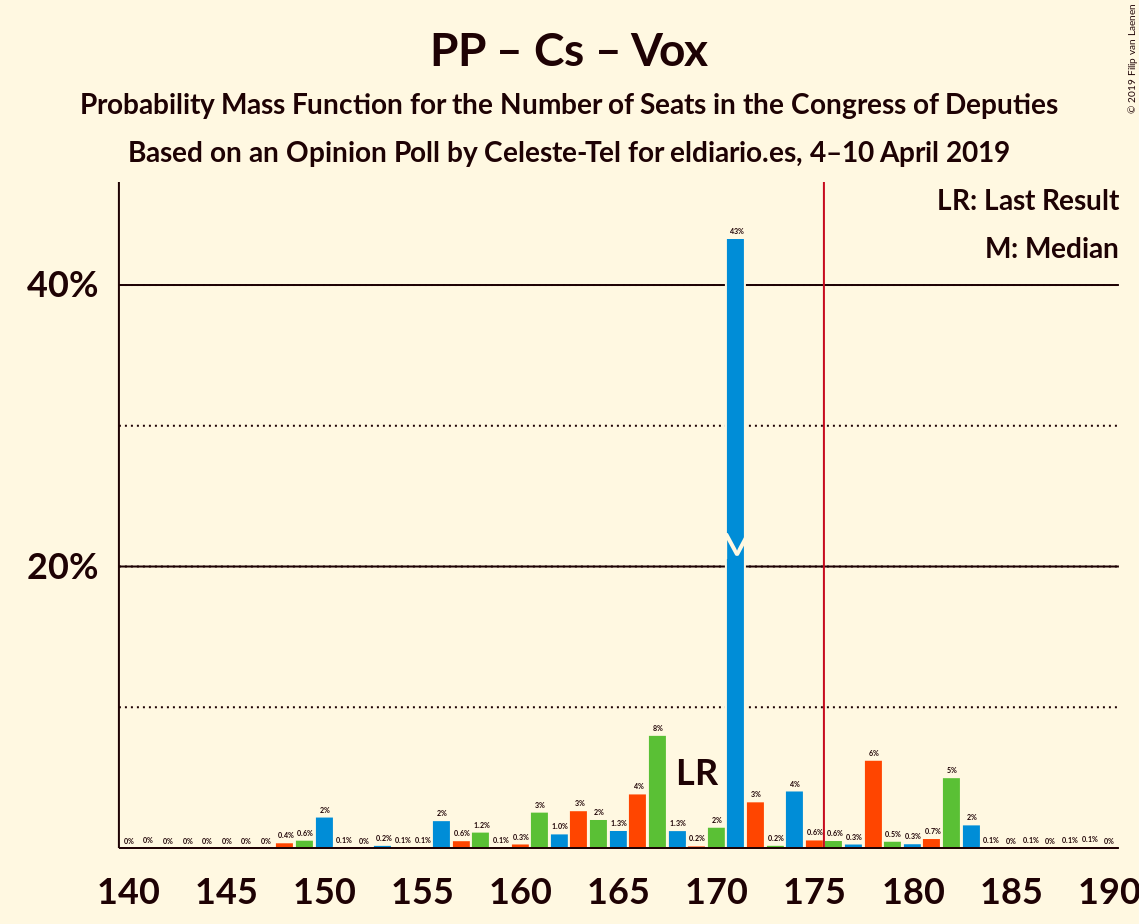 PP – Cs – Vox
Probability Mass Function for the Number of Seats in the Congress of Deputies
Based on an Opinion Poll by Celeste-Tel for eldiario.es, 4–10 April 2019
© 2019 Filip van Laenen
LR: Last Result
M: Median
43%
40%
20%
8%
LR
6%
5%
4% 3% 4%
2% 2% 0.6% 1.2% 3% 1.0% 3% 2% 1.3% 1.3% 2% 2%
0% 0% 0% 0% 0% 0% 0% 0% 0.4% 0.6% 0.1% 0% 0.2% 0.1% 0.1% 0.1% 0.3% 0.2% 0.2% 0.6% 0.6% 0.3% 0.5% 0.3% 0.7% 0.1% 0% 0.1% 0% 0.1% 0.1% 0%
140 145 150 155 160 165 170 175 180 185 190